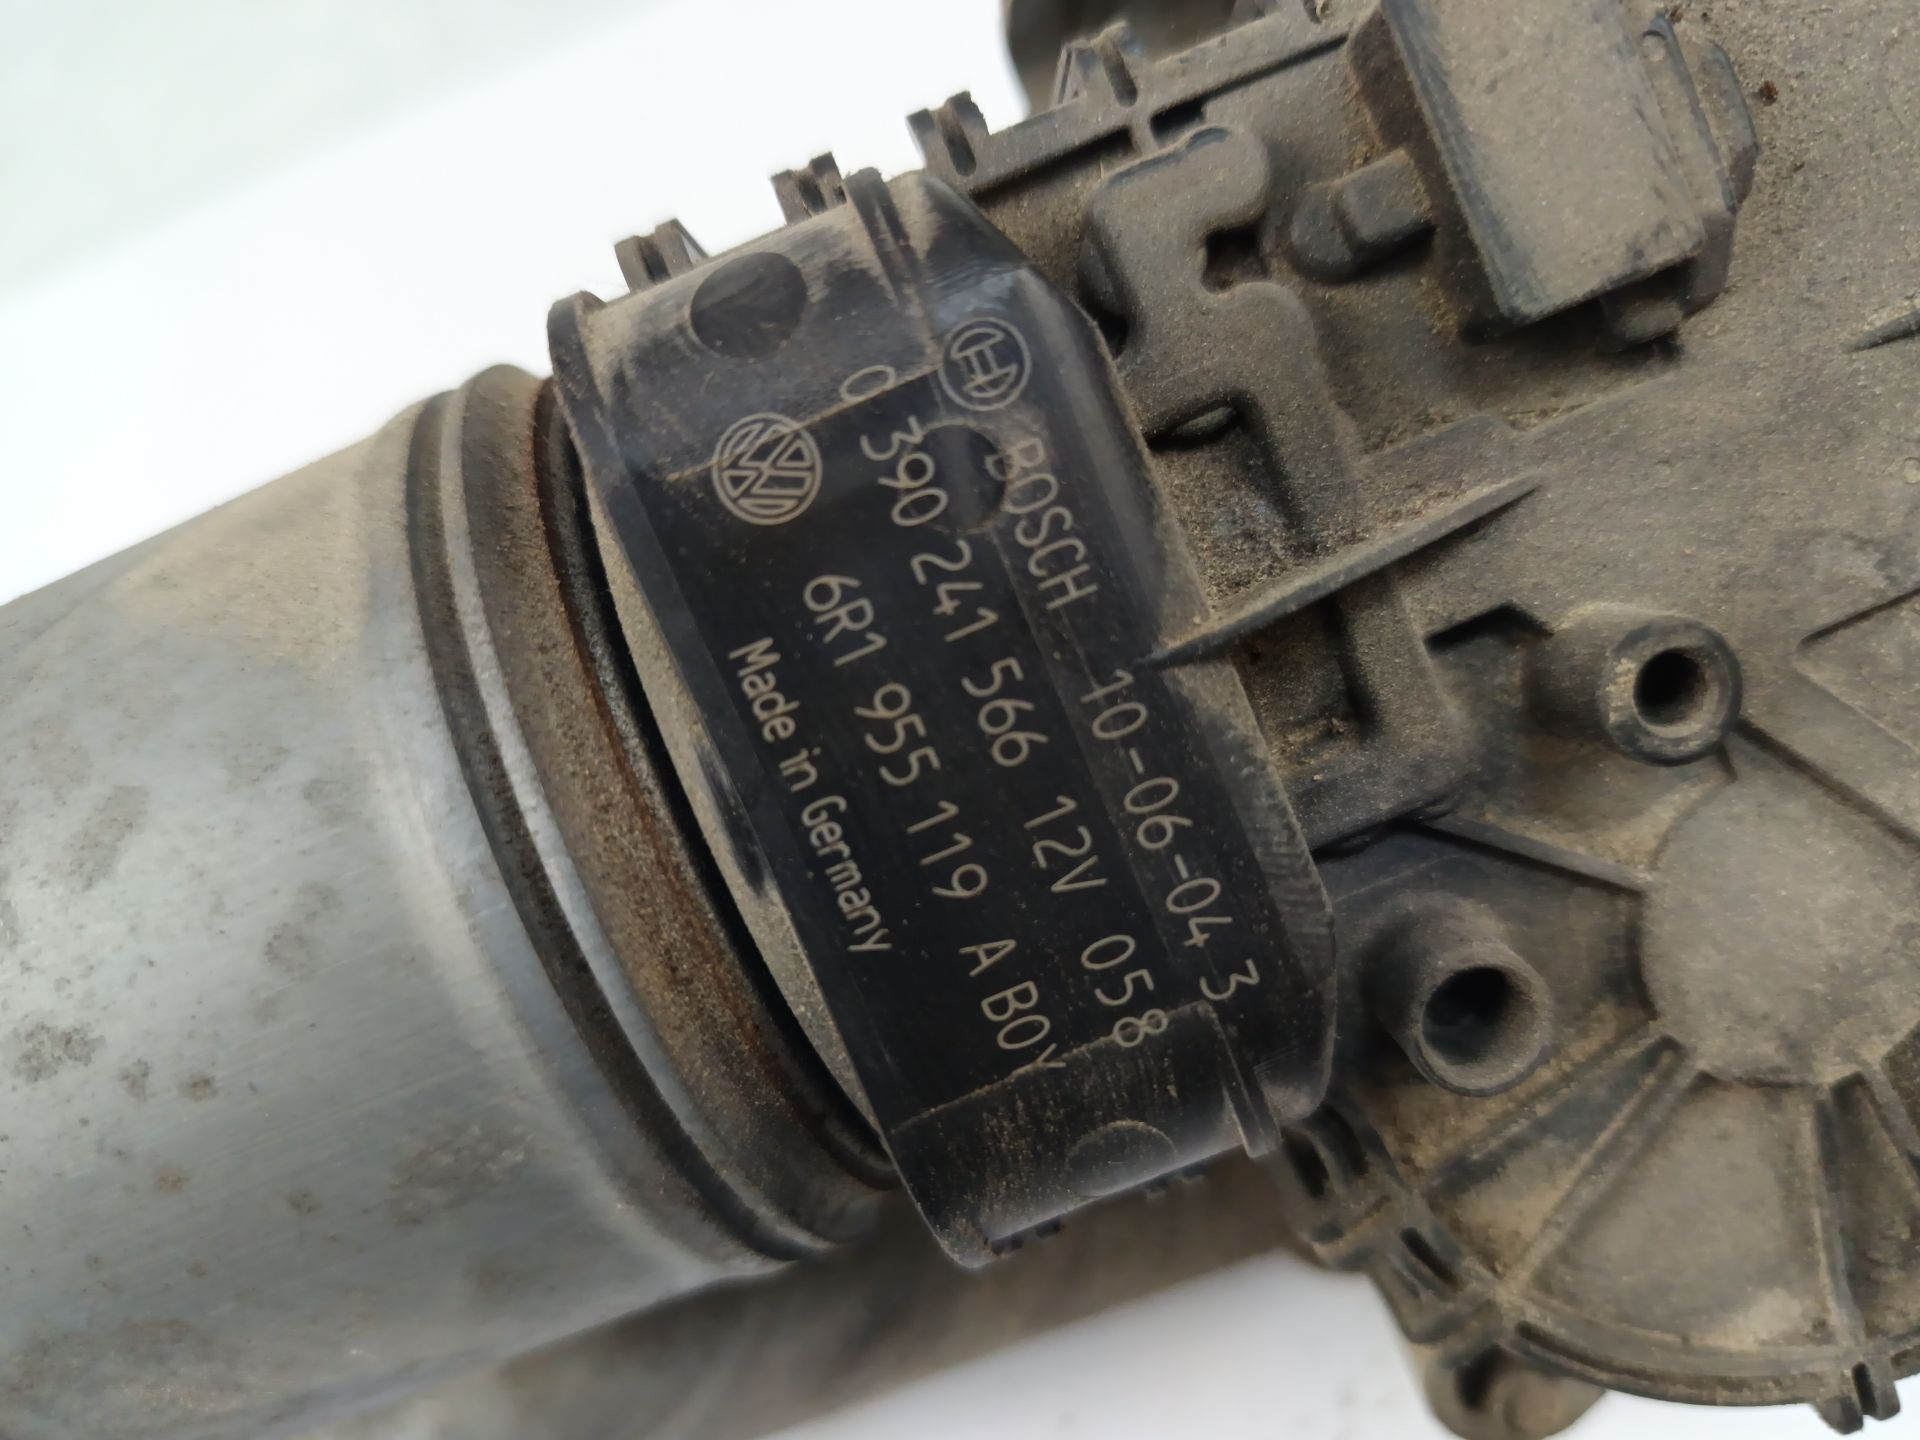 BOSCH 10-06-04 3
0 390 241 566 12V 058
6R1 955 119 A B0Y
Made in Germany